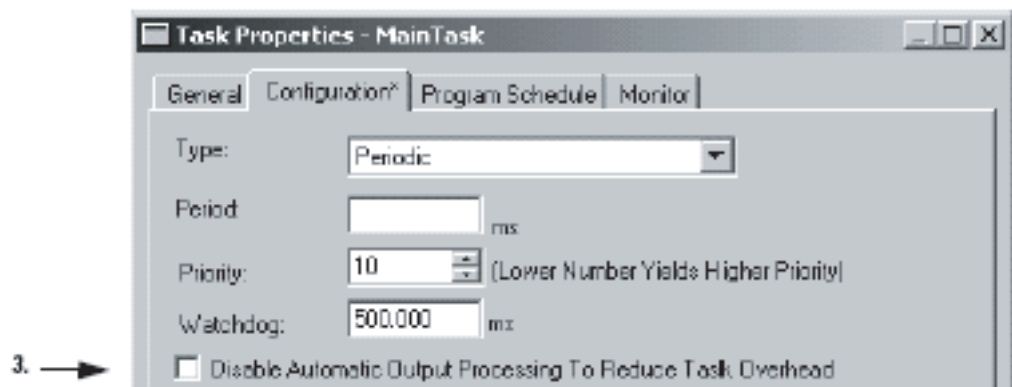 Task Properties - MainTask
General Configuration* Program Schedule Monitor
Type: Periodic
Period: ms
Priority: 10 (Lower Number Yields Higher Priority)
Watchdog: 500.000 ms
3. Disable Automatic Output Processing To Reduce Task Overhead